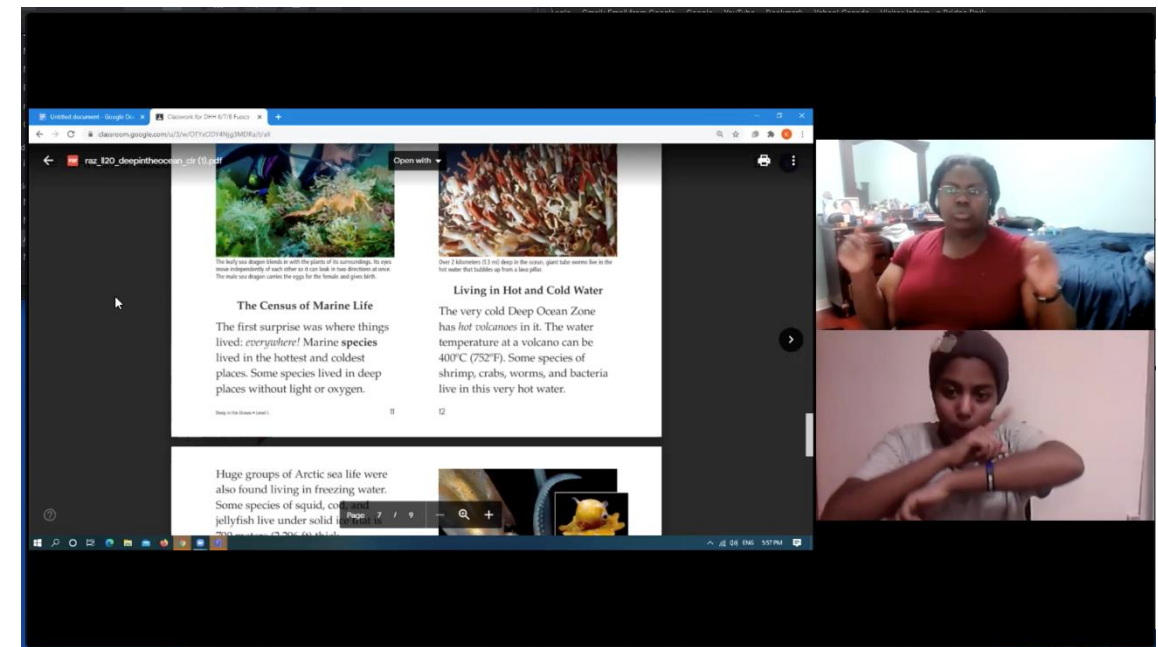 Untitled document - Google Do
Classwork for DHH 6/7/8 Fuocs
classroom.google.com/u/3/w/
raz_ll20_deepintheocean_clr (1).pdf
Open with
The leafy sea dragon blends in with the plants of its surroundings. Its eyes
move independently of each other so it can look in two directions at once.
The male sea dragon carries the eggs for the female and gives birth.
The Census of Marine Life
The first surprise was where things
lived: everywhere! Marine species
lived in the hottest and coldest
places. Some species lived in deep
places without light or oxygen.
Deep in the Ocean • Level L
11
Over 2 kilometers (1.3 mi) deep in the ocean, giant tube worms live in the
hot water that bubbles up from a lava pillar.
Living in Hot and Cold Water
The very cold Deep Ocean Zone
has hot volcanoes in it. The water
temperature at a volcano can be
400°C (752°F). Some species of
shrimp, crabs, worms, and bacteria
live in this very hot water.
12
Huge groups of Arctic sea life were
also found living in freezing water.
Some species of squid, cod, and
jellyfish live under solid ice that is
Page 7 / 9
ENG 5:57 PM